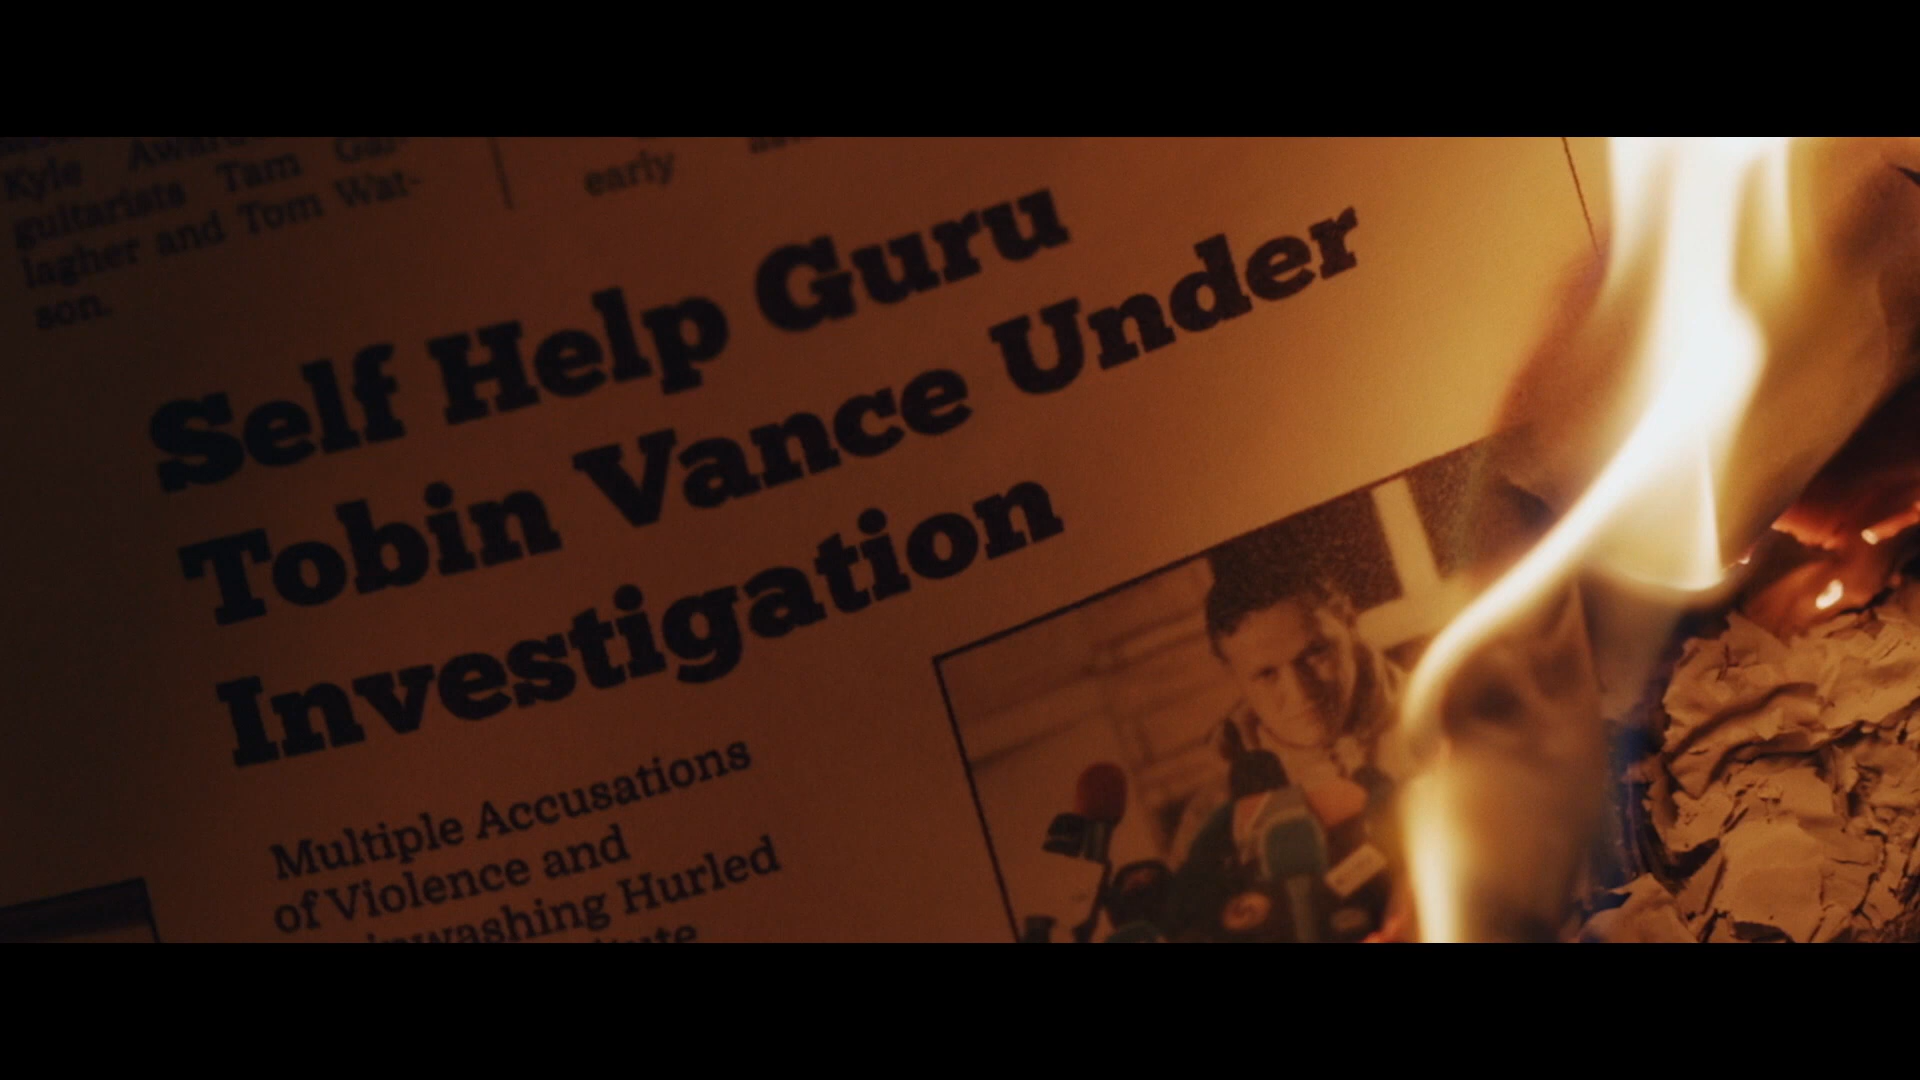 Kyle Award
guitarists Tam Gal-
lagher and Tom Wat-
son.
early
Self Help Guru
Tobin Vance Under
Investigation
Multiple Accusations
of Violence and
Hurled